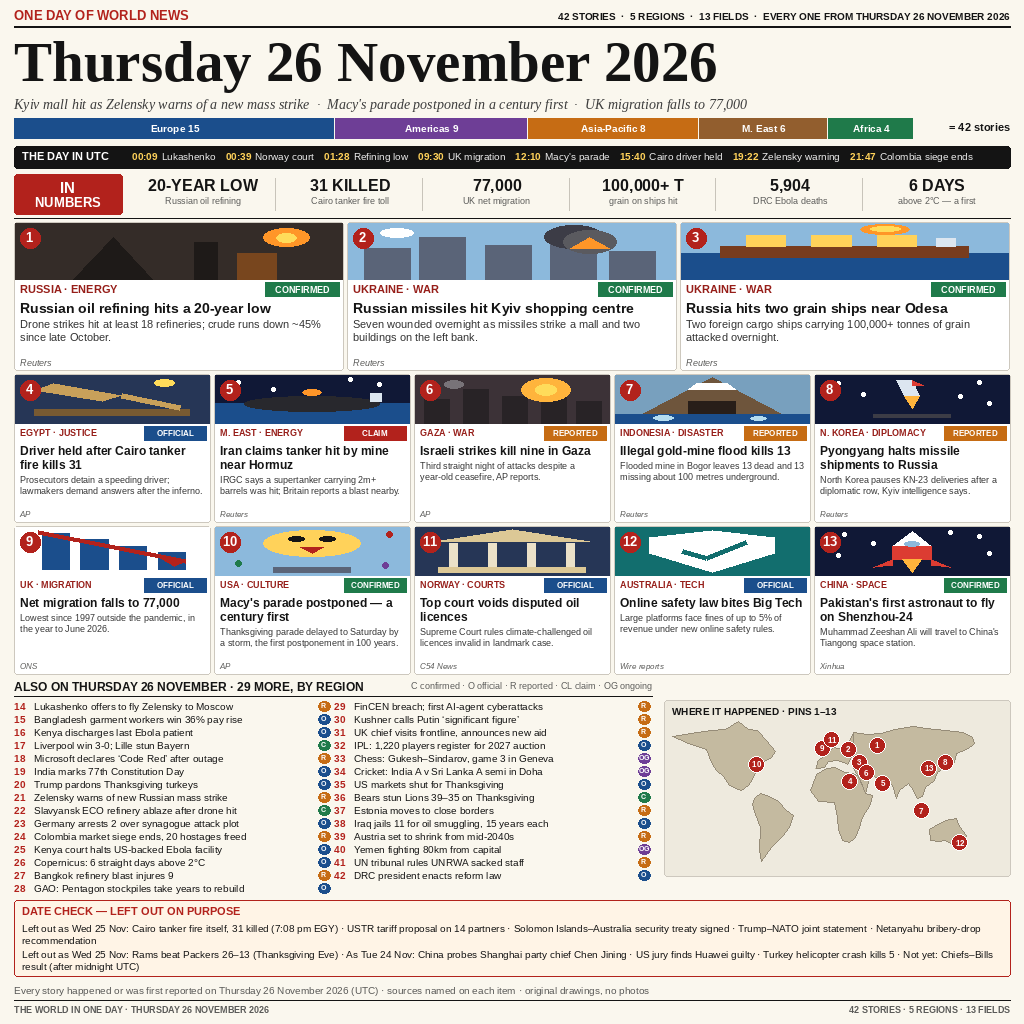 ONE DAY OF WORLD NEWS
42 STORIES · 5 REGIONS · 13 FIELDS · EVERY ONE FROM THURSDAY 26 NOVEMBER 2026
Thursday 26 November 2026
Kyiv mall hit as Zelensky warns of a new mass strike · Macy's parade postponed in a century first · UK migration falls to 77,000
Europe 15
Americas 9
Asia-Pacific 8
M. East 6
Africa 4
= 42 stories
THE DAY IN UTC 00:09 Lukashenko 00:39 Norway court 01:28 Refining low 09:30 UK migration 12:10 Macy's parade 15:40 Cairo driver held 19:22 Zelensky warning 21:47 Colombia siege ends
IN
NUMBERS
20-YEAR LOW
Russian oil refining
31 KILLED
Cairo tanker fire toll
77,000
UK net migration
100,000+ T
grain on ships hit
5,904
DRC Ebola deaths
6 DAYS
above 2°C — a first
1
RUSSIA · ENERGY
CONFIRMED
Russian oil refining hits a 20-year low
Drone strikes hit at least 18 refineries; crude runs down ~45%
since late October.
Reuters
2
UKRAINE · WAR
CONFIRMED
Russian missiles hit Kyiv shopping centre
Seven wounded overnight as missiles strike a mall and two
buildings on the left bank.
Reuters
3
UKRAINE · WAR
CONFIRMED
Russia hits two grain ships near Odesa
Two foreign cargo ships carrying 100,000+ tonnes of grain
attacked overnight.
Reuters
4
EGYPT · JUSTICE
OFFICIAL
Driver held after Cairo tanker
fire kills 31
Prosecutors detain a speeding driver;
lawmakers demand answers after the inferno.
AP
5
M. EAST · ENERGY
CLAIM
Iran claims tanker hit by mine
near Hormuz
IRGC says a supertanker carrying 2m+
barrels was hit; Britain reports a blast nearby.
Reuters
6
GAZA · WAR
REPORTED
Israeli strikes kill nine in Gaza
Third straight night of attacks despite a
year-old ceasefire, AP reports.
AP
7
INDONESIA · DISASTER
REPORTED
Illegal gold-mine flood kills 13
Flooded mine in Bogor leaves 13 dead and 13
missing about 100 metres underground.
Reuters
8
N. KOREA · DIPLOMACY
REPORTED
Pyongyang halts missile
shipments to Russia
North Korea pauses KN-23 deliveries after a
diplomatic row, Kyiv intelligence says.
Reuters
9
UK · MIGRATION
OFFICIAL
Net migration falls to 77,000
Lowest since 1997 outside the pandemic, in
the year to June 2026.
ONS
10
USA · CULTURE
CONFIRMED
Macy's parade postponed — a
century first
Thanksgiving parade delayed to Saturday by
a storm, the first postponement in 100 years.
AP
11
NORWAY · COURTS
OFFICIAL
Top court voids disputed oil
licences
Supreme Court rules climate-challenged oil
licences invalid in landmark case.
C54 News
12
AUSTRALIA · TECH
OFFICIAL
Online safety law bites Big Tech
Large platforms face fines of up to 5% of
revenue under new online safety rules.
Wire reports
13
CHINA · SPACE
CONFIRMED
Pakistan's first astronaut to fly
on Shenzhou-24
Muhammad Zeeshan Ali will travel to China's
Tiangong space station.
Xinhua
ALSO ON THURSDAY 26 NOVEMBER · 29 MORE, BY REGION
C confirmed · O official · R reported · CL claim · OG ongoing
14 Lukashenko offers to fly Zelensky to Moscow R
15 Bangladesh garment workers win 36% pay rise O
16 Kenya discharges last Ebola patient O
17 Liverpool win 3-0; Lille stun Bayern C
18 Microsoft declares ‘Code Red’ after outage R
19 India marks 77th Constitution Day O
20 Trump pardons Thanksgiving turkeys O
21 Zelensky warns of new Russian mass strike R
22 Slavyansk ECO refinery ablaze after drone hit C
23 Germany arrests 2 over synagogue attack plot O
24 Colombia market siege ends, 20 hostages freed R
25 Kenya court halts US-backed Ebola facility O
26 Copernicus: 6 straight days above 2°C O
27 Bangkok refinery blast injures 9 R
28 GAO: Pentagon stockpiles take years to rebuild O
29 FinCEN breach; first AI-agent cyberattacks R
30 Kushner calls Putin ‘significant figure’ R
31 UK chief visits frontline, announces new aid R
32 IPL: 1,220 players register for 2027 auction O
33 Chess: Gukesh–Sindarov, game 3 in Geneva OG
34 Cricket: India A v Sri Lanka A semi in Doha OG
35 US markets shut for Thanksgiving O
36 Bears stun Lions 39–35 on Thanksgiving C
37 Estonia moves to close borders R
38 Iraq jails 11 for oil smuggling, 15 years each O
39 Austria set to shrink from mid-2040s R
40 Yemen fighting 80km from capital OG
41 UN tribunal rules UNRWA sacked staff R
42 DRC president enacts reform law O
WHERE IT HAPPENED · PINS 1–13
11
9
2
1
3
10
13
8
6
4
5
7
12
DATE CHECK — LEFT OUT ON PURPOSE
Left out as Wed 25 Nov: Cairo tanker fire itself, 31 killed (7:08 pm EGY) · USTR tariff proposal on 14 partners · Solomon Islands–Australia security treaty signed · Trump–NATO joint statement · Netanyahu bribery-drop
recommendation
Left out as Wed 25 Nov: Rams beat Packers 26–13 (Thanksgiving Eve) · As Tue 24 Nov: China probes Shanghai party chief Chen Jining · US jury finds Huawei guilty · Turkey helicopter crash kills 5 · Not yet: Chiefs–Bills
result (after midnight UTC)
Every story happened or was first reported on Thursday 26 November 2026 (UTC) · sources named on each item · original drawings, no photos
THE WORLD IN ONE DAY · THURSDAY 26 NOVEMBER 2026
42 STORIES · 5 REGIONS · 13 FIELDS